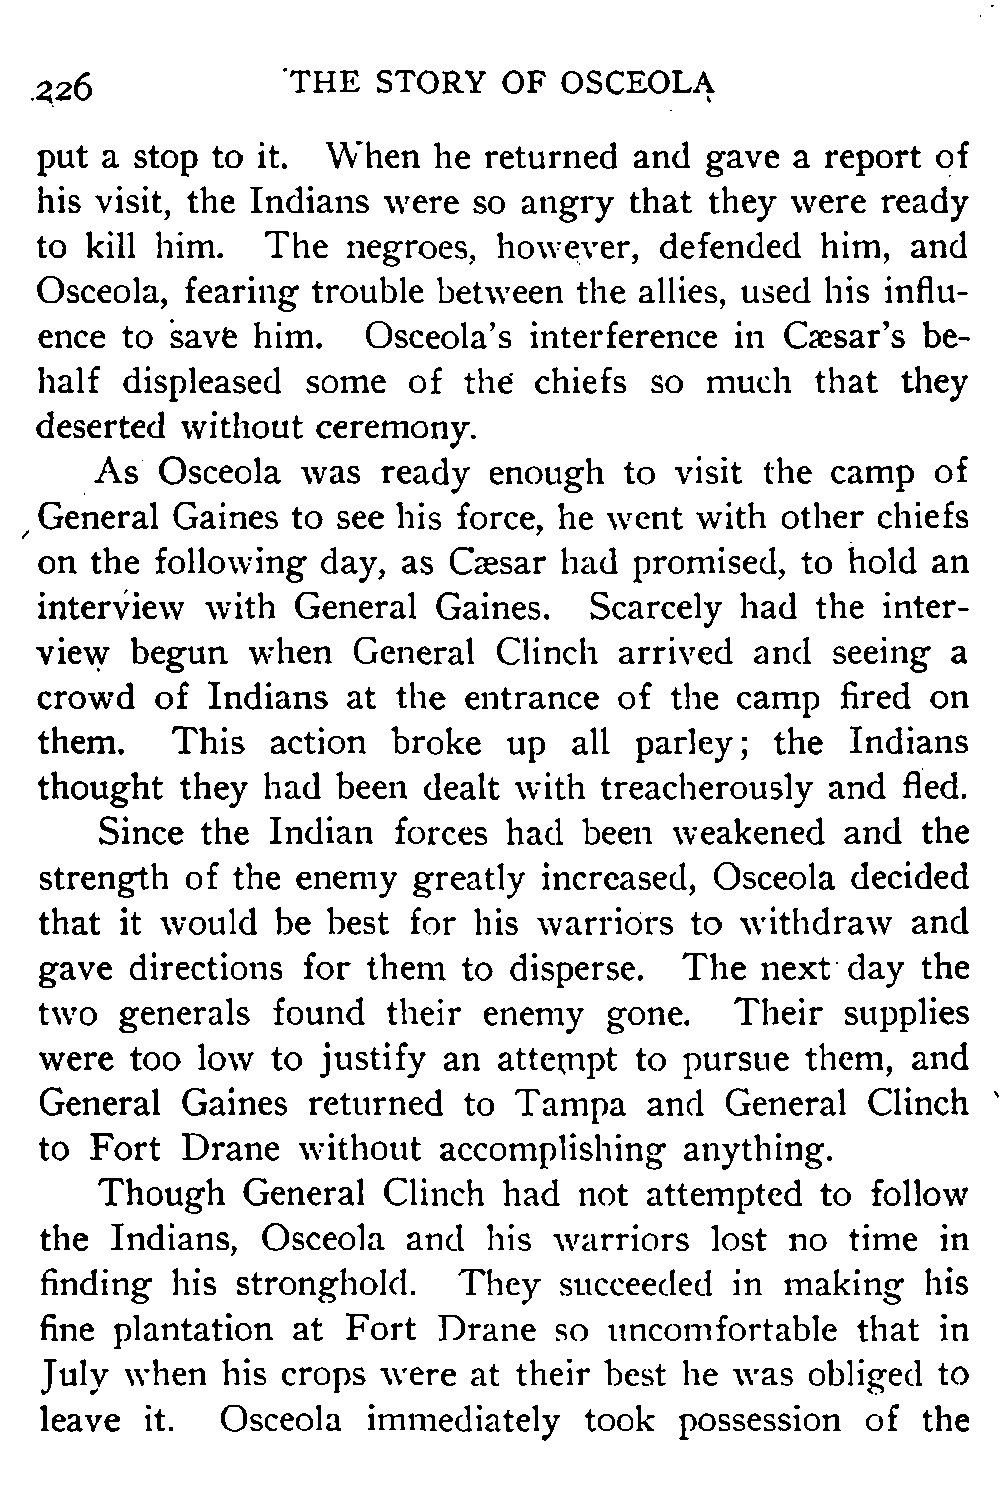 226 THE STORY OF OSCEOLA
put a stop to it. When he returned and gave a report of
his visit, the Indians were so angry that they were ready
to kill him. The negroes, however, defended him, and
Osceola, fearing trouble between the allies, used his influ-
ence to save him. Osceola's interference in Cæsar's be-
half displeased some of the chiefs so much that they
deserted without ceremony.
As Osceola was ready enough to visit the camp of
General Gaines to see his force, he went with other chiefs
on the following day, as Cæsar had promised, to hold an
interview with General Gaines. Scarcely had the inter-
view begun when General Clinch arrived and seeing a
crowd of Indians at the entrance of the camp fired on
them. This action broke up all parley; the Indians
thought they had been dealt with treacherously and fled.
Since the Indian forces had been weakened and the
strength of the enemy greatly increased, Osceola decided
that it would be best for his warriors to withdraw and
gave directions for them to disperse. The next day the
two generals found their enemy gone. Their supplies
were too low to justify an attempt to pursue them, and
General Gaines returned to Tampa and General Clinch
to Fort Drane without accomplishing anything.
Though General Clinch had not attempted to follow
the Indians, Osceola and his warriors lost no time in
finding his stronghold. They succeeded in making his
fine plantation at Fort Drane so uncomfortable that in
July when his crops were at their best he was obliged to
leave it. Osceola immediately took possession of the